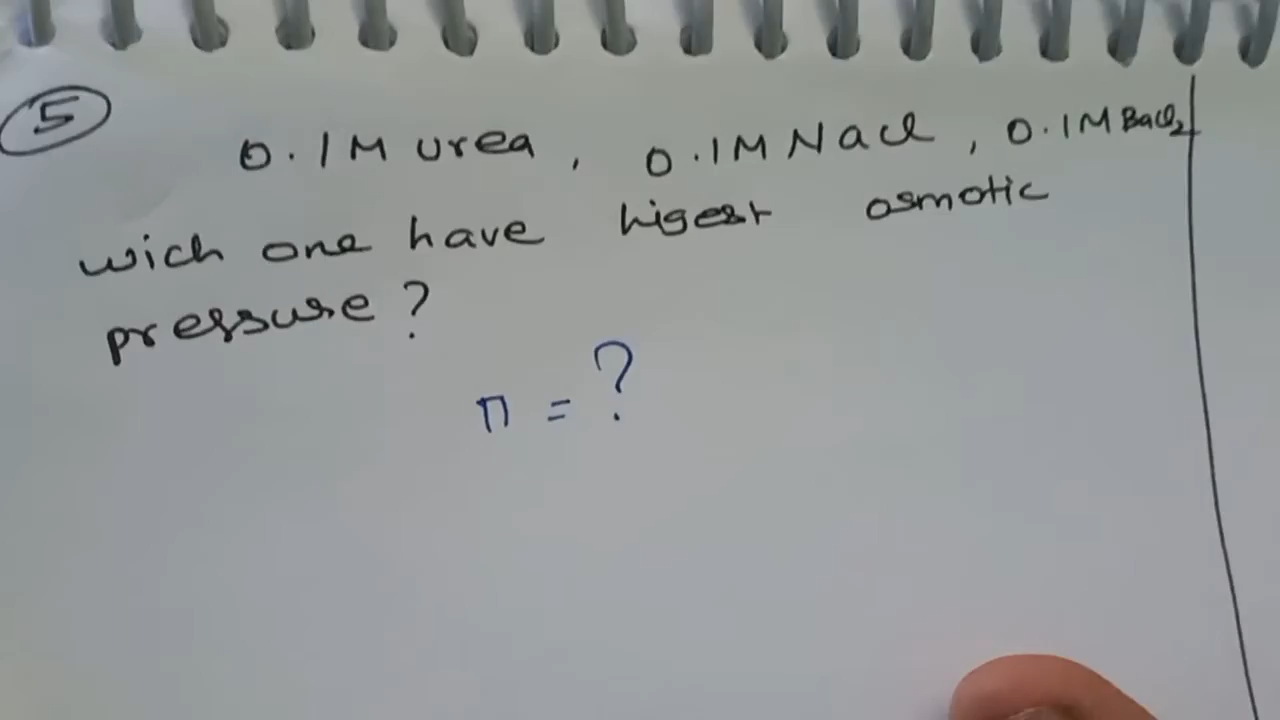 5
0.1M urea, 0.1M NaCl, 0.1M BaCl2
wich one have higest osmotic
pressure?
π = ?